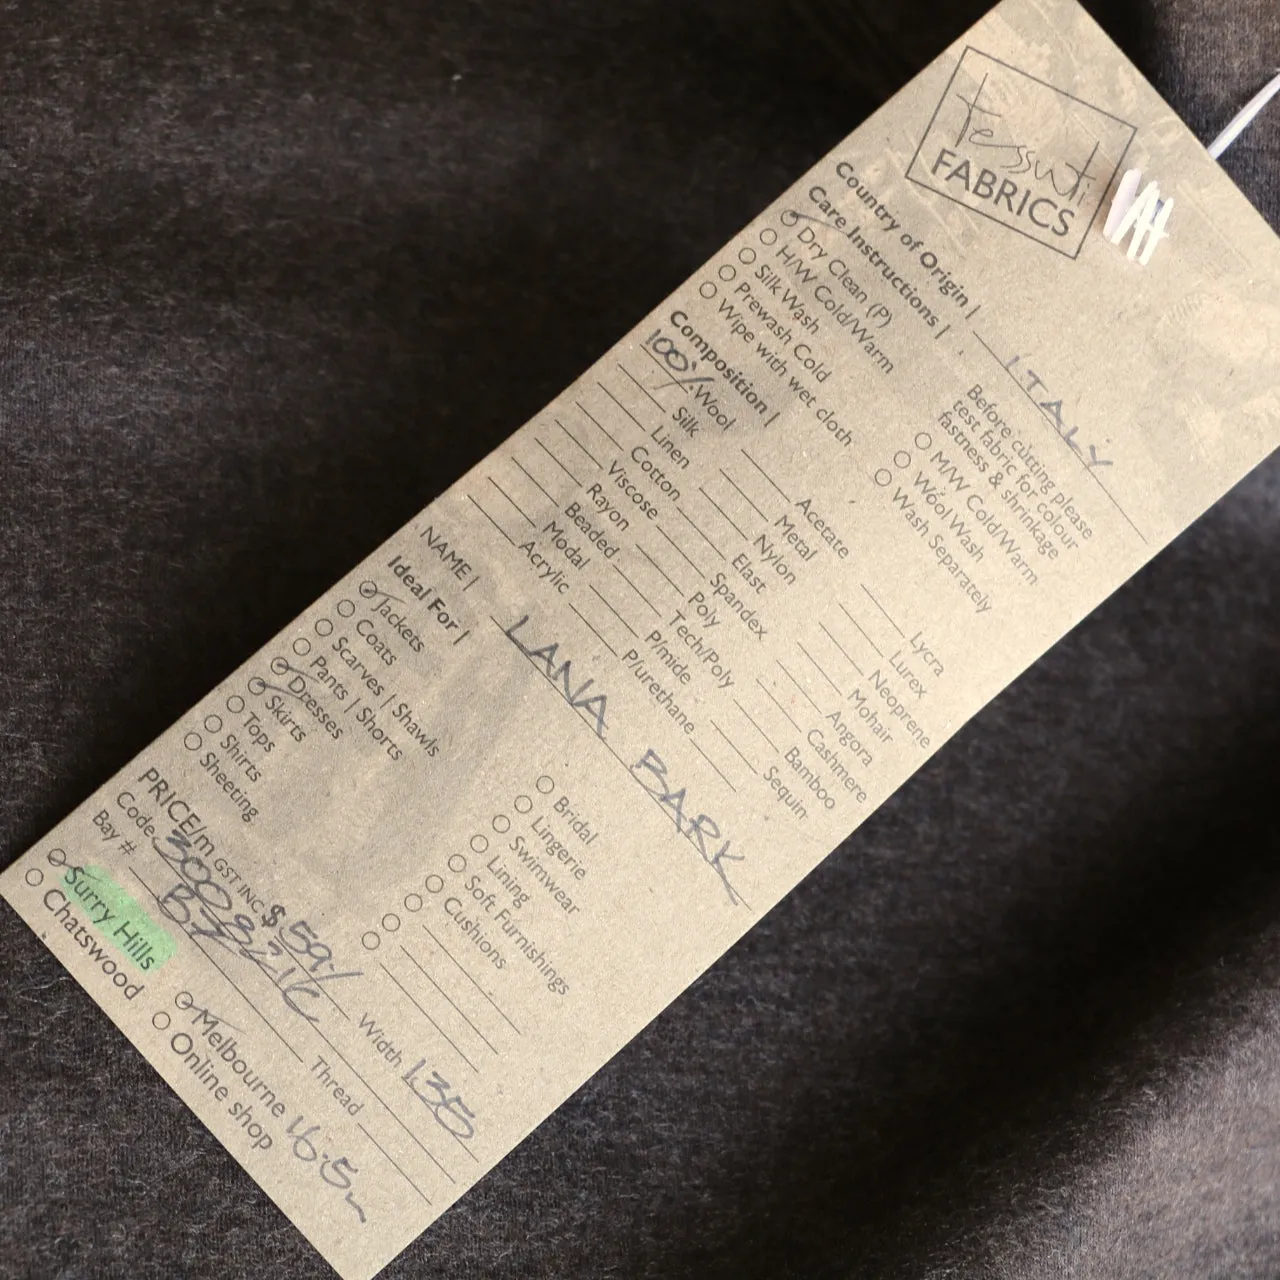 Tessuti
FABRICS
Country of Origin | ITALY
Care Instructions |
Before cutting please
test fabric for colour
fastness & shrinkage
Dry Clean (P)
H/W Cold/Warm
Silk Wash
Prewash Cold
Wipe with wet cloth
M/W Cold/Warm
Wool Wash
Wash Separately
Composition |
100% Wool
Silk
Linen
Cotton
Viscose
Rayon
Beaded
Modal
Acrylic
Acetate
Metal
Nylon
Elast
Spandex
Poly
Tech/Poly
P/mide
P/urethane
Lycra
Lurex
Neoprene
Mohair
Angora
Cashmere
Bamboo
Sequin
NAME | LANA BARK
Ideal For |
Jackets
Coats
Scarves | Shawls
Pants | Shorts
Dresses
Skirts
Tops
Shirts
Sheeting
Bridal
Lingerie
Swimwear
Lining
Soft Furnishings
Cushions
PRICE/m GST INC $59/ Width 135
Code
Bay # Thread
Surry Hills
Chatswood
Melbourne 16.5m
Online shop